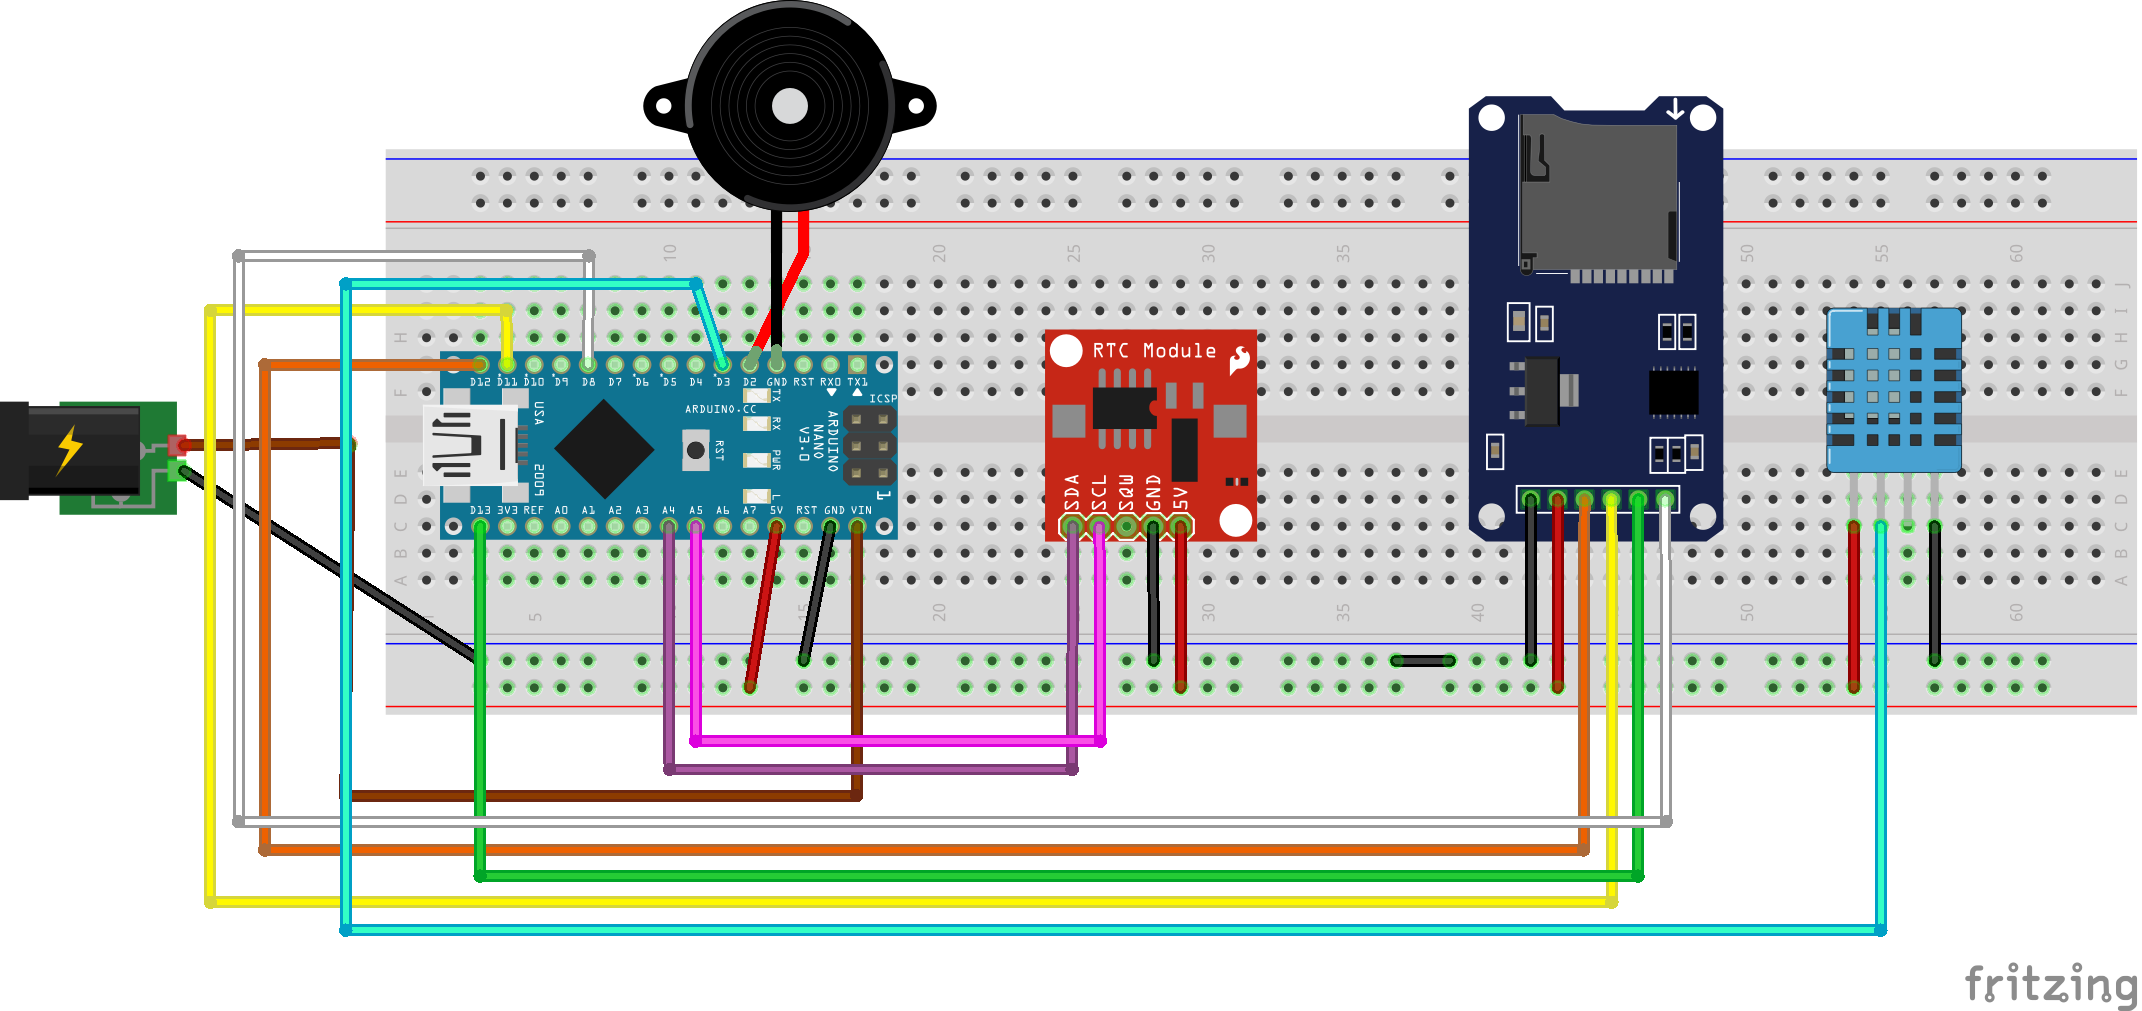 10 20 25 30 35 50 55 60
J
I
H
G
F
D12 D11 D10 D9 D8 D7 D6 D5 D4 D3 D2 GND RST RX0 TX1
ARDUINO.CC
TX
RX
PWR
L
RST
USB
2009
ICSP
1
ARDUINO
NANO
V3.0
D13 3V3 REF A0 A1 A2 A3 A4 A5 A6 A7 5V RST GND VIN
RTC Module
SDA
SCL
SQW
GND
5V
E
D
C
B
A
5 15 20 30 35 40 50 60
fritzing